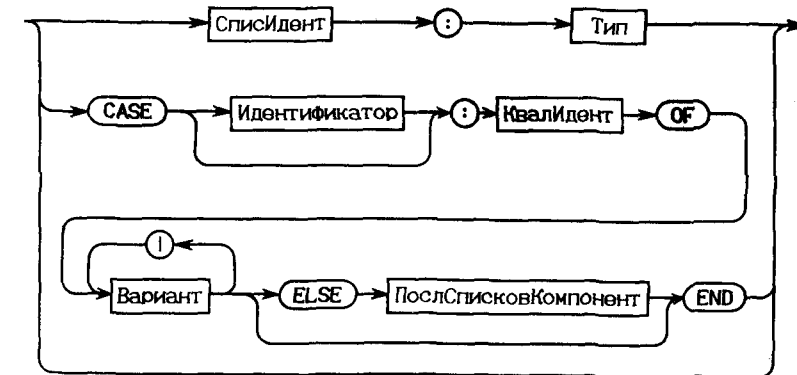 СписИдент : Тип
CASE Идентификатор : КвалИдент OF
|
Вариант ELSE ПослСписковКомпонент END